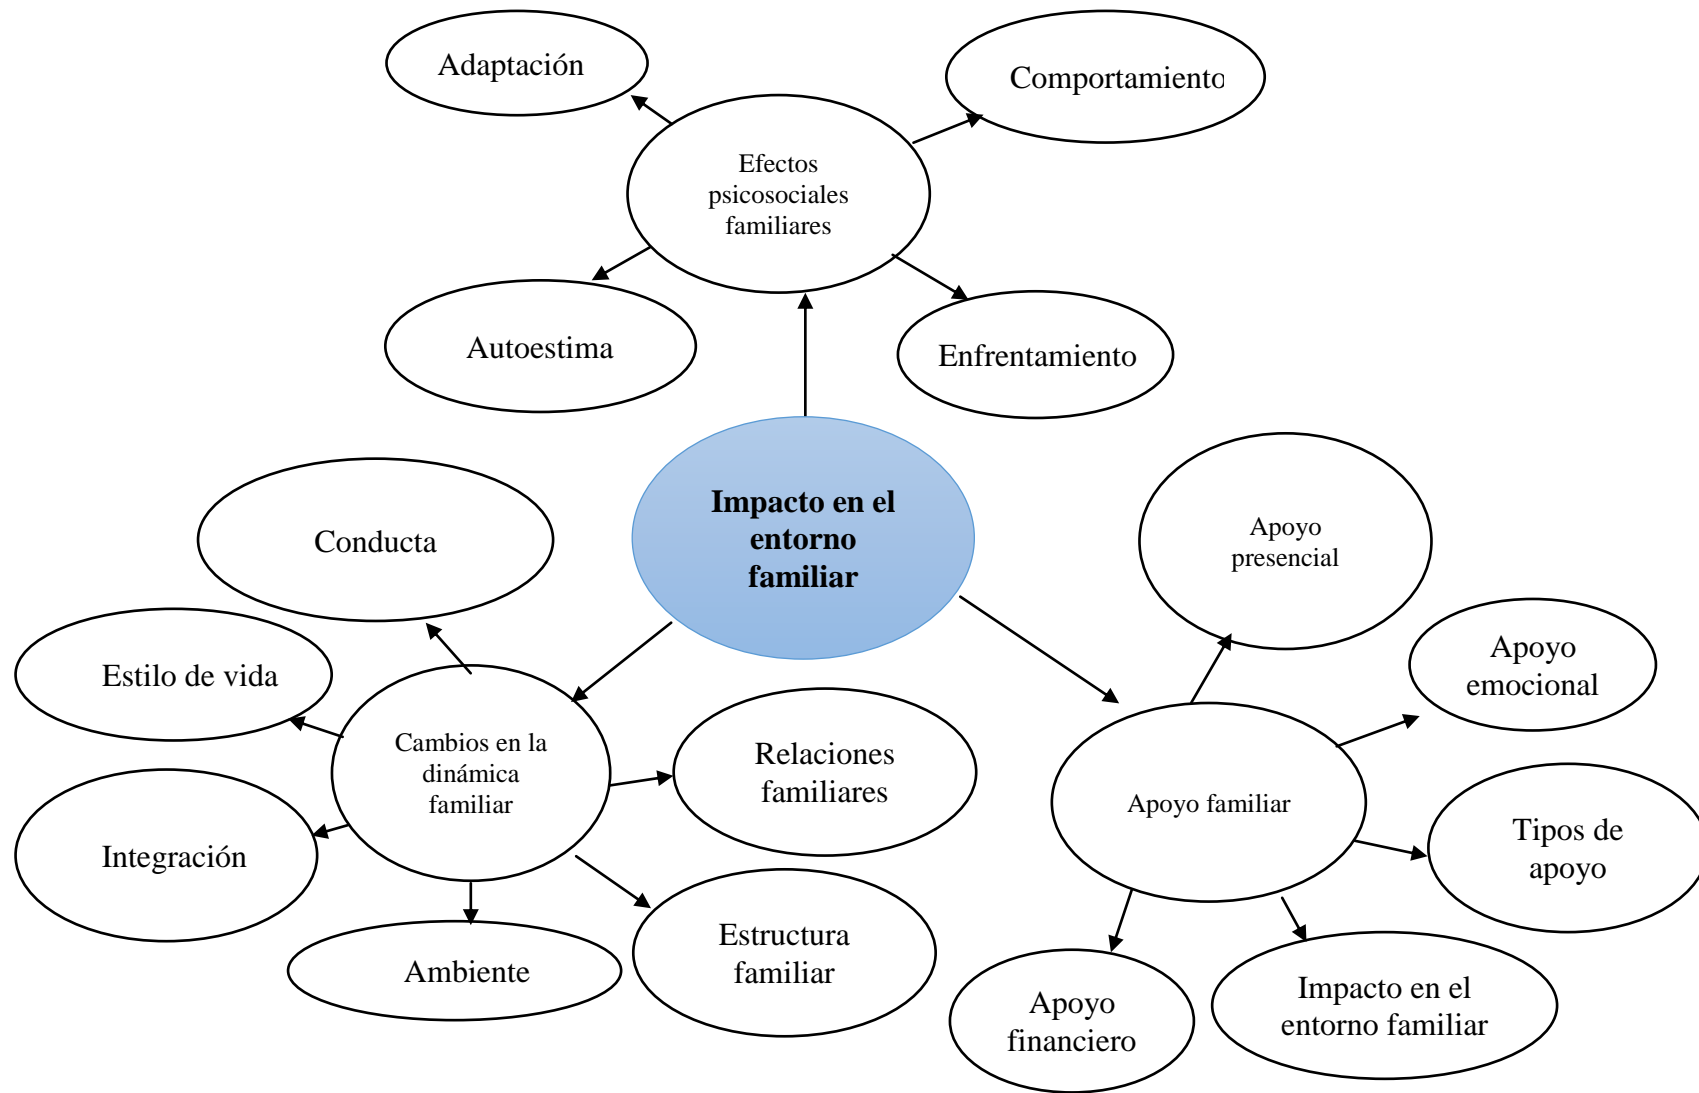 Adaptación
Comportamiento
Efectos
psicosociales
familiares
Autoestima
Enfrentamiento
Impacto en el
entorno
familiar
Conducta
Estilo de vida
Integración
Cambios en la
dinámica
familiar
Relaciones
familiares
Ambiente
Estructura
familiar
Apoyo
presencial
Apoyo
emocional
Apoyo familiar
Tipos de
apoyo
Apoyo
financiero
Impacto en el
entorno familiar